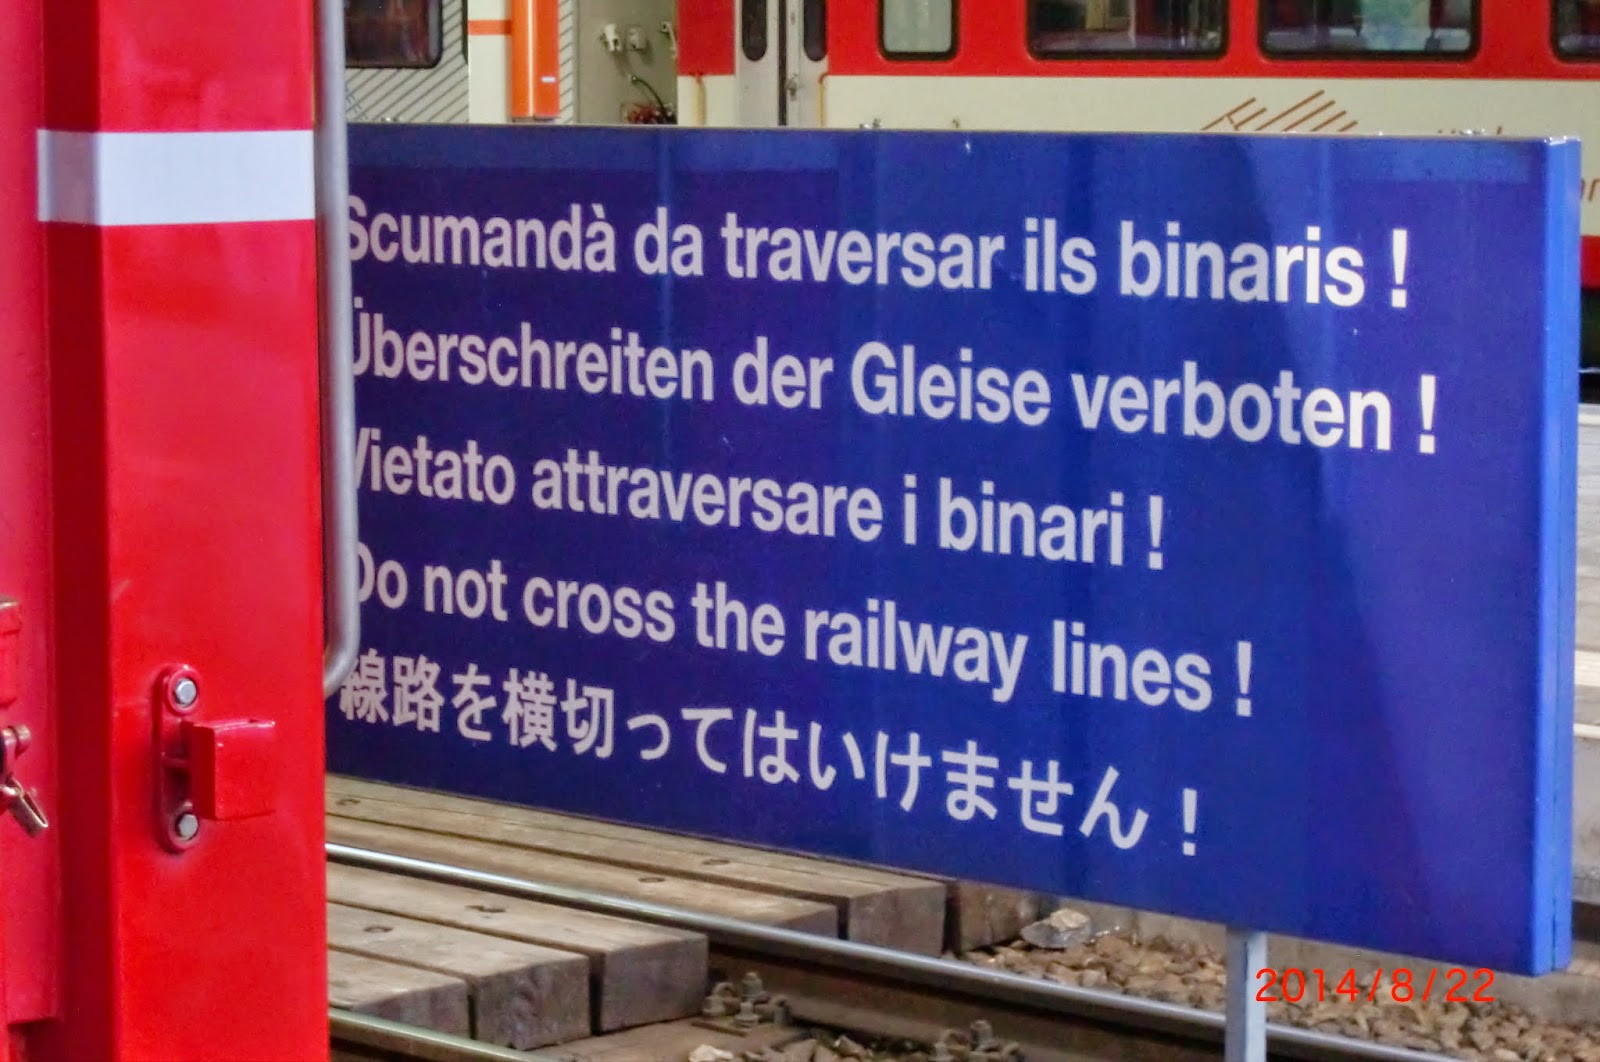 Scumandà da traversar ils binaris !
Überschreiten der Gleise verboten !
Vietato attraversare i binari !
Do not cross the railway lines !
線路を横切ってはいけません !
2014/8/22